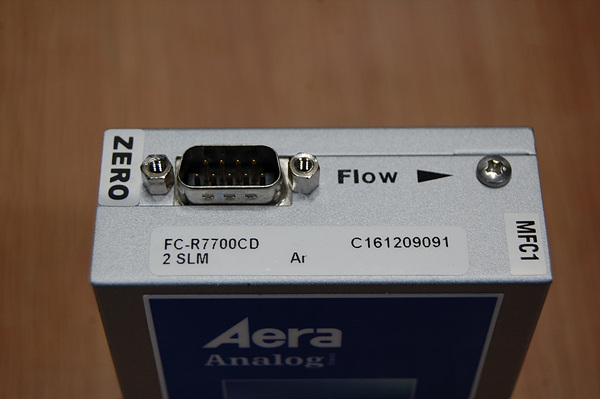 ZERO
Flow
MFC1
FC-R7700CD C161209091
2 SLM Ar
Aera
Analog